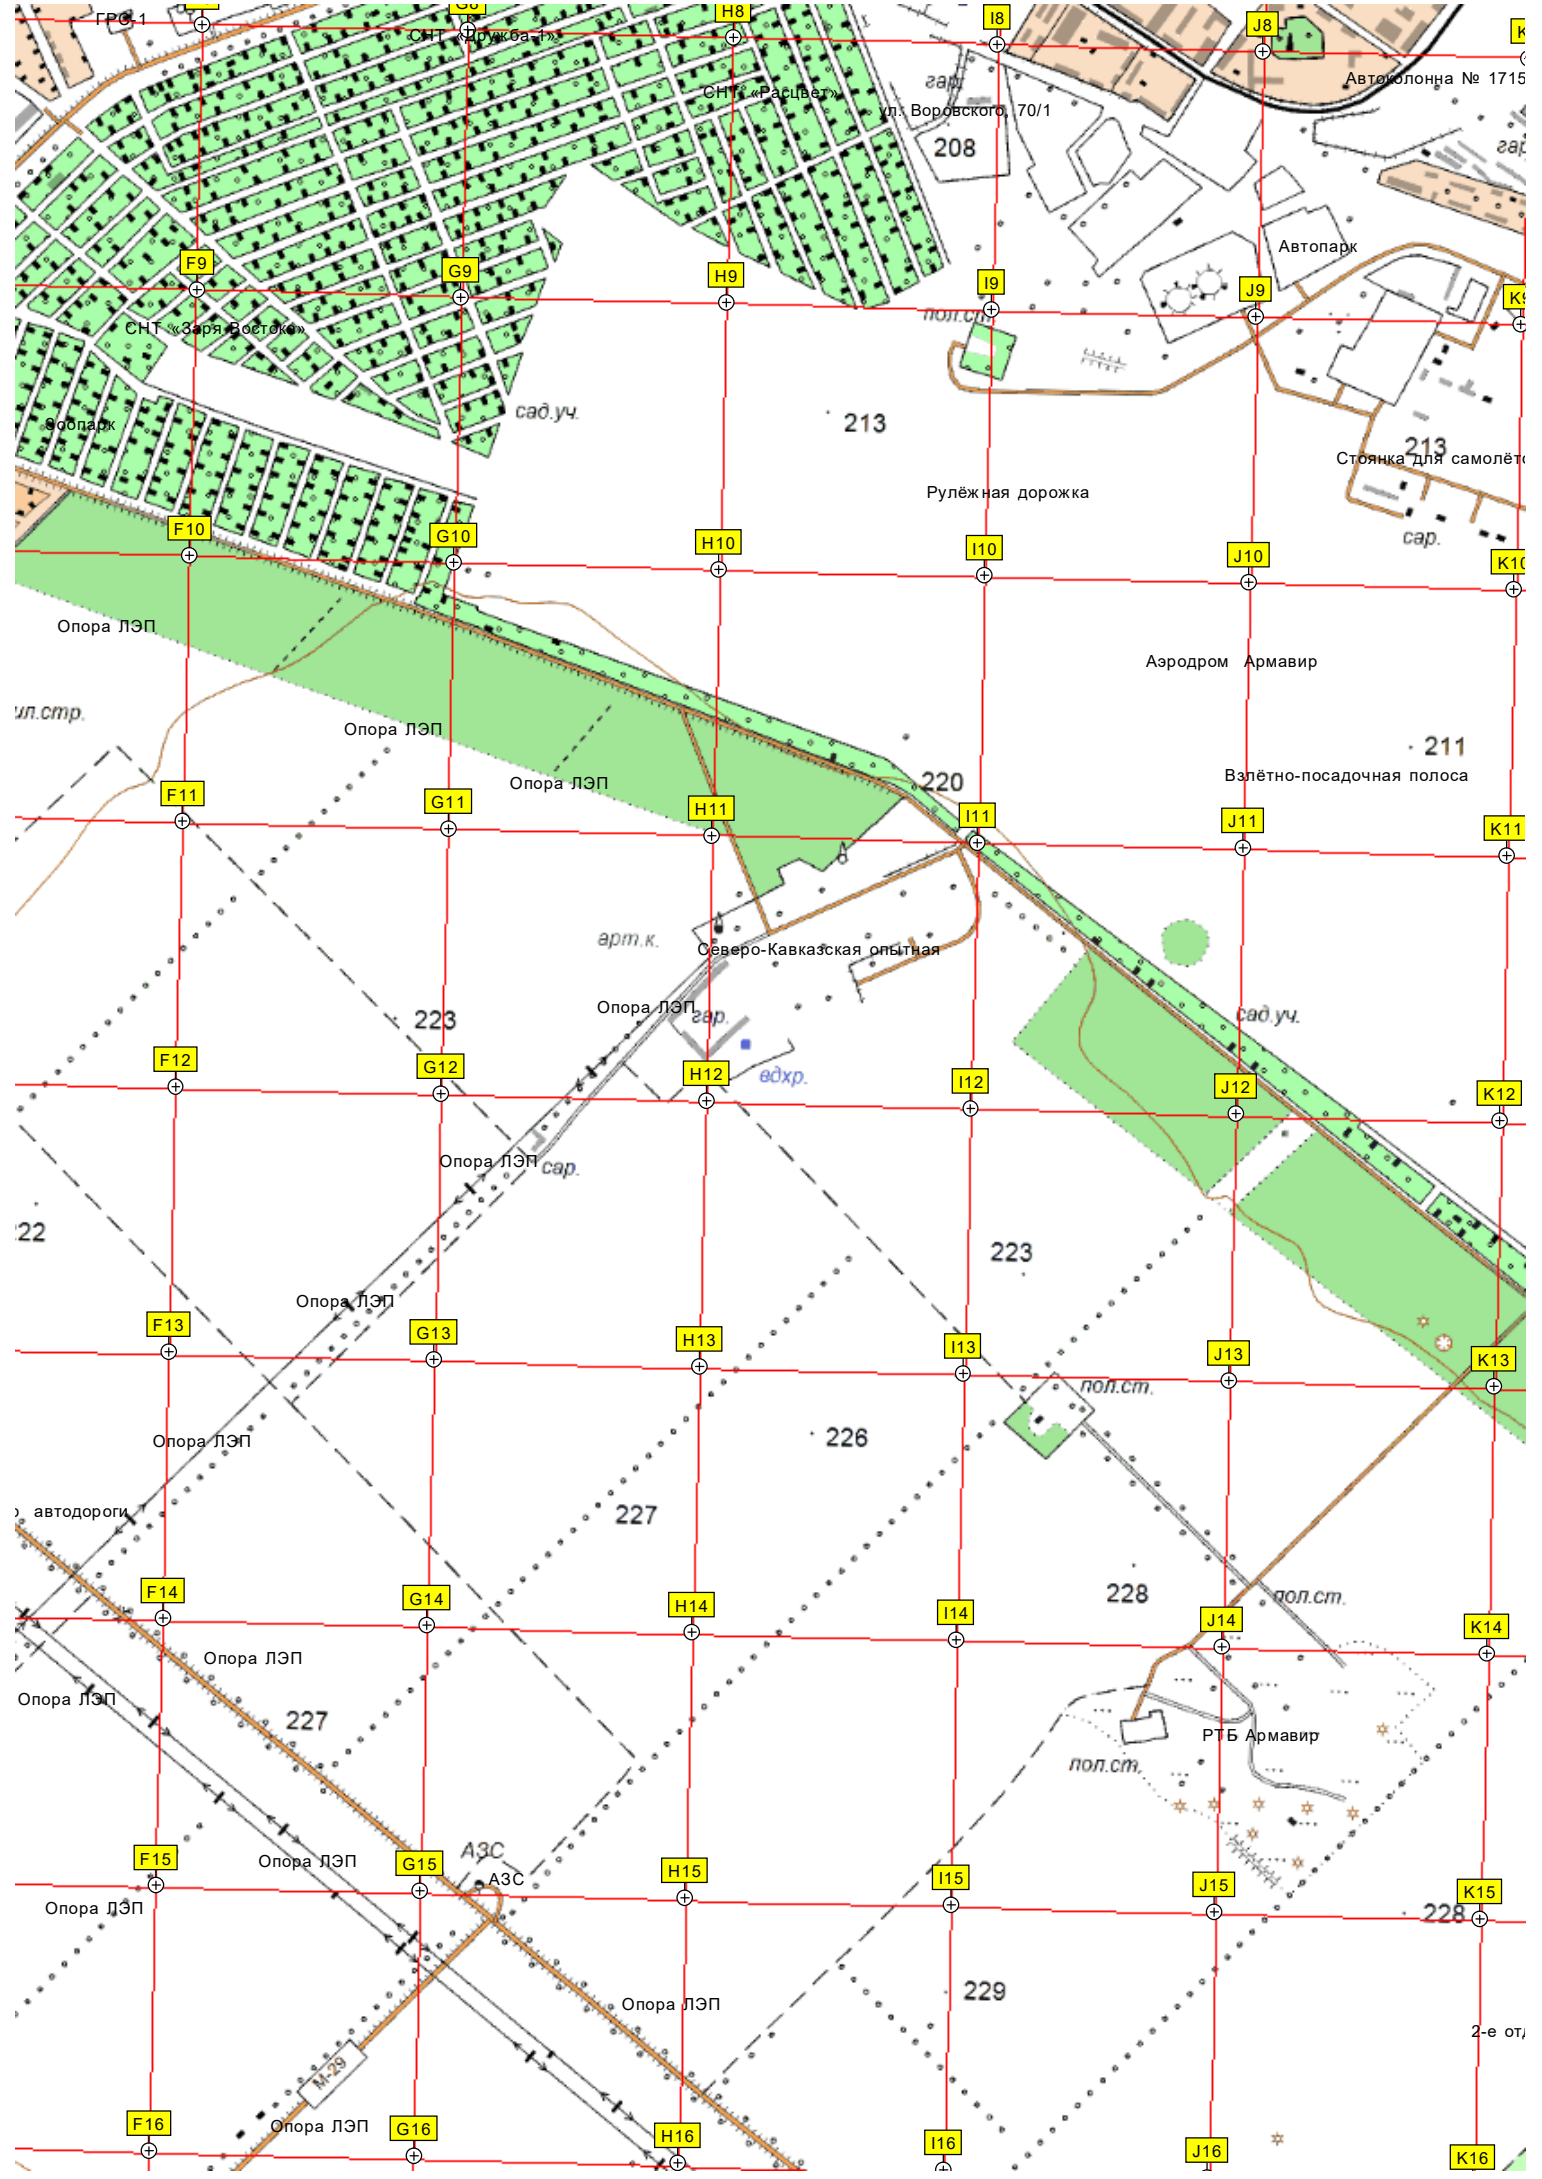 ГРС-1
G8
H8
I8
J8
K
СНТ «Дружба-1»
Автоколонна № 1715
СНТ «Расцвет»
гар.
ул. Воровского, 70/1
208
гар
Автопарк
F9
G9
H9
I9
J9
K9
пол.ст.
СНТ «Заря Востока»
сад.уч.
213
Зоопарк
213
Стоянка для самолёто
Рулёжная дорожка
сар.
F10
G10
H10
I10
J10
K10
Опора ЛЭП
Аэродром Армавир
ил.стр.
Опора ЛЭП
211
Опора ЛЭП
220
Взлётно-посадочная полоса
F11
G11
H11
I11
J11
K11
арт.к.
Северо-Кавказская опытная
Опора ЛЭП
гар.
223
сад.уч.
F12
G12
H12
вдхр.
I12
J12
K12
Опора ЛЭП
сар.
22
223
Опора ЛЭП
F13
G13
H13
I13
J13
K13
пол.ст.
Опора ЛЭП
226
автодороги
227
F14
G14
H14
I14
228
пол.ст.
J14
K14
Опора ЛЭП
Опора ЛЭП
227
РТБ Армавир
пол.ст.
АЗС
F15
Опора ЛЭП
G15
АЗС
H15
I15
J15
K15
Опора ЛЭП
228
229
Опора ЛЭП
2-е отд
М-29
F16
Опора ЛЭП
G16
H16
I16
J16
K16